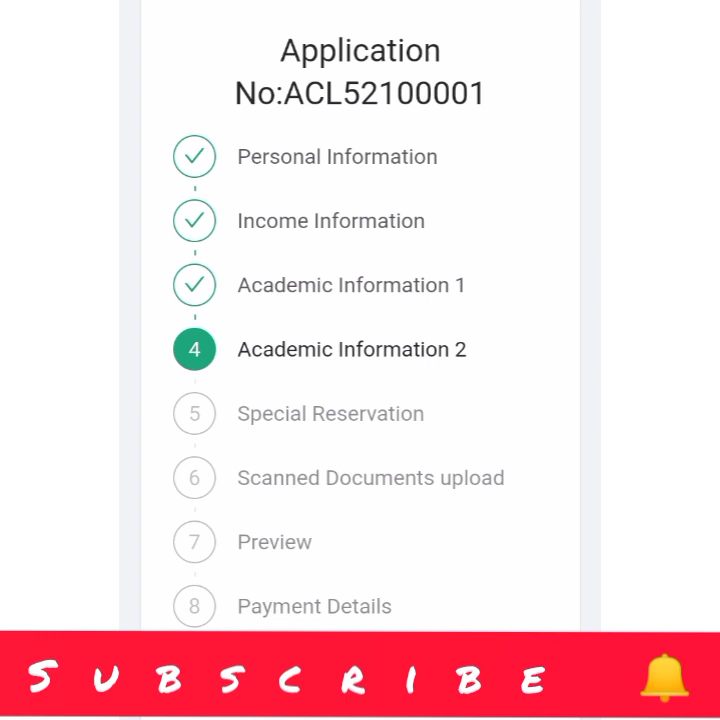 Application
No:ACL52100001
Personal Information
Income Information
Academic Information 1
4 Academic Information 2
5 Special Reservation
6 Scanned Documents upload
7 Preview
8 Payment Details
SUBSCRIBE